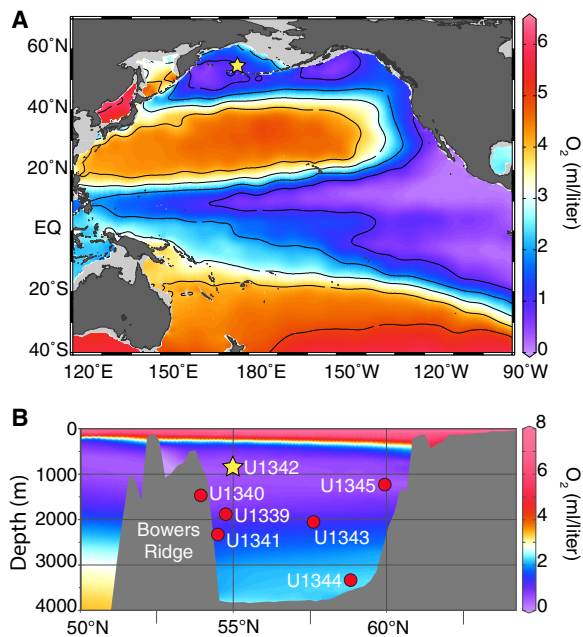 A
60˚N
40˚N
20˚N
EQ
20˚S
40˚S
120˚E
150˚E
180˚W
150˚W
120˚W
90˚W
6
5
4
3
2
1
0
O2 (ml/liter)
B
0
1000
2000
3000
4000
Depth (m)
U1342
U1340
U1345
U1339
U1341
U1343
U1344
Bowers
Ridge
50˚N
55˚N
60˚N
8
6
4
2
0
O2 (ml/liter)